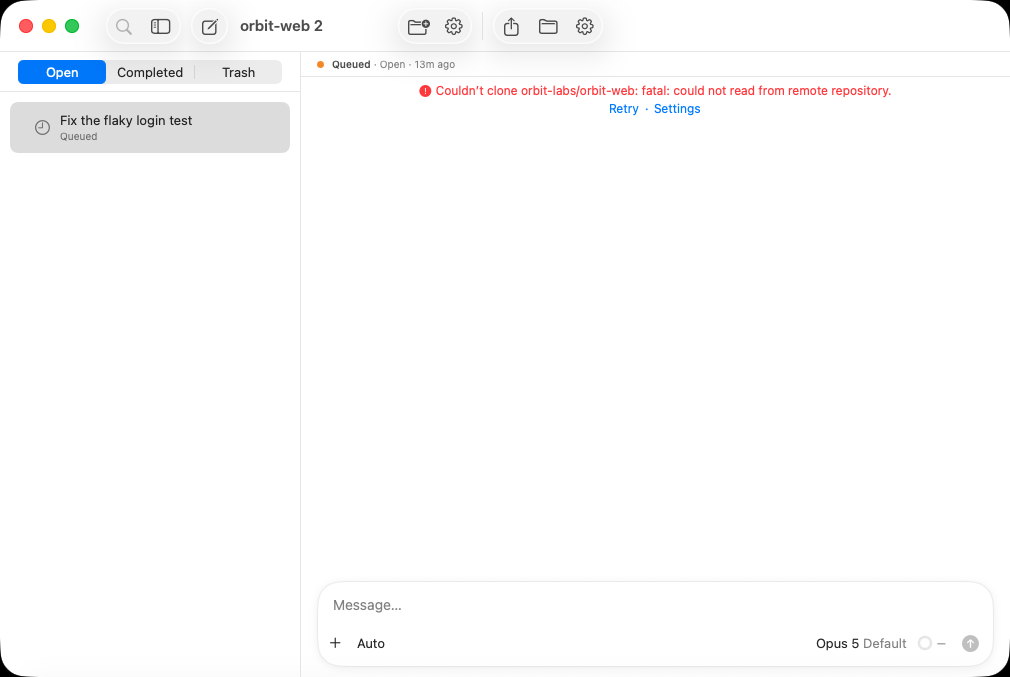 orbit-web 2
Open
Completed
Trash
Fix the flaky login test
Queued
Queued · Open · 13m ago
Couldn’t clone orbit-labs/orbit-web: fatal: could not read from remote repository.
Retry · Settings
Message...
Auto
Opus 5 Default
–